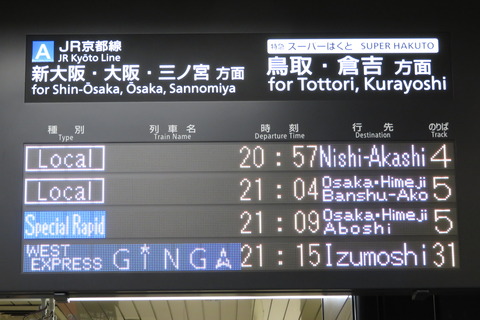 A JR京都線
JR Kyōto Line
新大阪・大阪・三ノ宮 方面
for Shin-Ōsaka, Ōsaka, Sannomiya
特急 スーパーはくと SUPER HAKUTO
鳥取・倉吉 方面
for Tottori, Kurayoshi
種別 列車名 時刻 行先 のりば
Type Train Name Departure Time Destination Track
Local 20:57 Nishi-Akashi 4
Local 21:04 Osaka・Himeji Banshu-Ako 5
Special Rapid 21:09 Osaka・Himeji Aboshi 5
WEST EXPRESS GINGA 21:15 Izumoshi 31